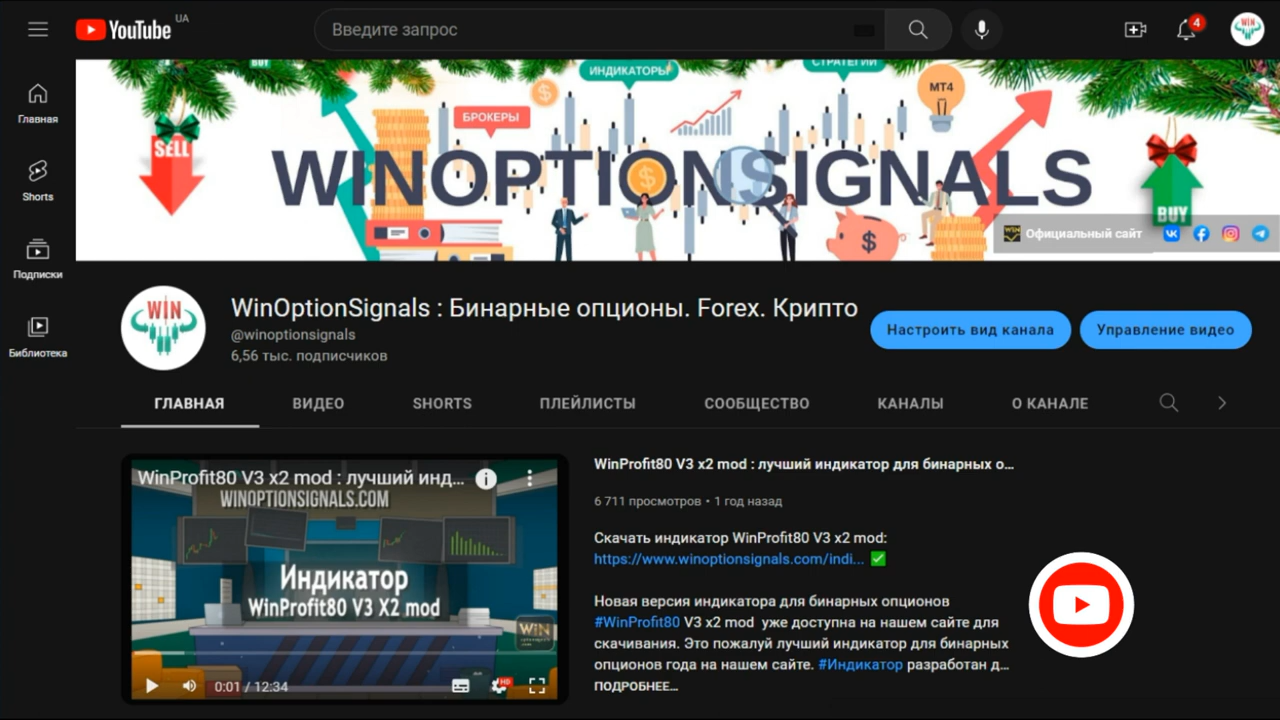 YouTube UA
Введите запрос
4
WIN
Главная
Shorts
Подписки
Библиотека
BUY
ИНДИКАТОРЫ
СТРАТЕГИИ
MT4
БРОКЕРЫ
SELL
WINOPTIONSIGNALS
$
$
$
BUY
WIN Официальный сайт
WIN
WinOptionSignals : Бинарные опционы. Forex. Крипто
@winoptionsignals
6,56 тыс. подписчиков
Настроить вид канала
Управление видео
ГЛАВНАЯ ВИДЕО SHORTS ПЛЕЙЛИСТЫ СООБЩЕСТВО КАНАЛЫ О КАНАЛЕ
WinProfit80 V3 x2 mod : лучший инд...
WINOPTIONSIGNALS.COM
Индикатор
WinProfit80 V3 X2 mod
WIN
0:01 / 12:34
HD
WinProfit80 V3 x2 mod : лучший индикатор для бинарных о...
6 711 просмотров • 1 год назад
Скачать индикатор WinProfit80 V3 x2 mod:
https://www.winoptionsignals.com/indi... ✅
Новая версия индикатора для бинарных опционов
#WinProfit80 V3 x2 mod уже доступна на нашем сайте для
скачивания. Это пожалуй лучший индикатор для бинарных
опционов года на нашем сайте. #Индикатор разработан д...
ПОДРОБНЕЕ...